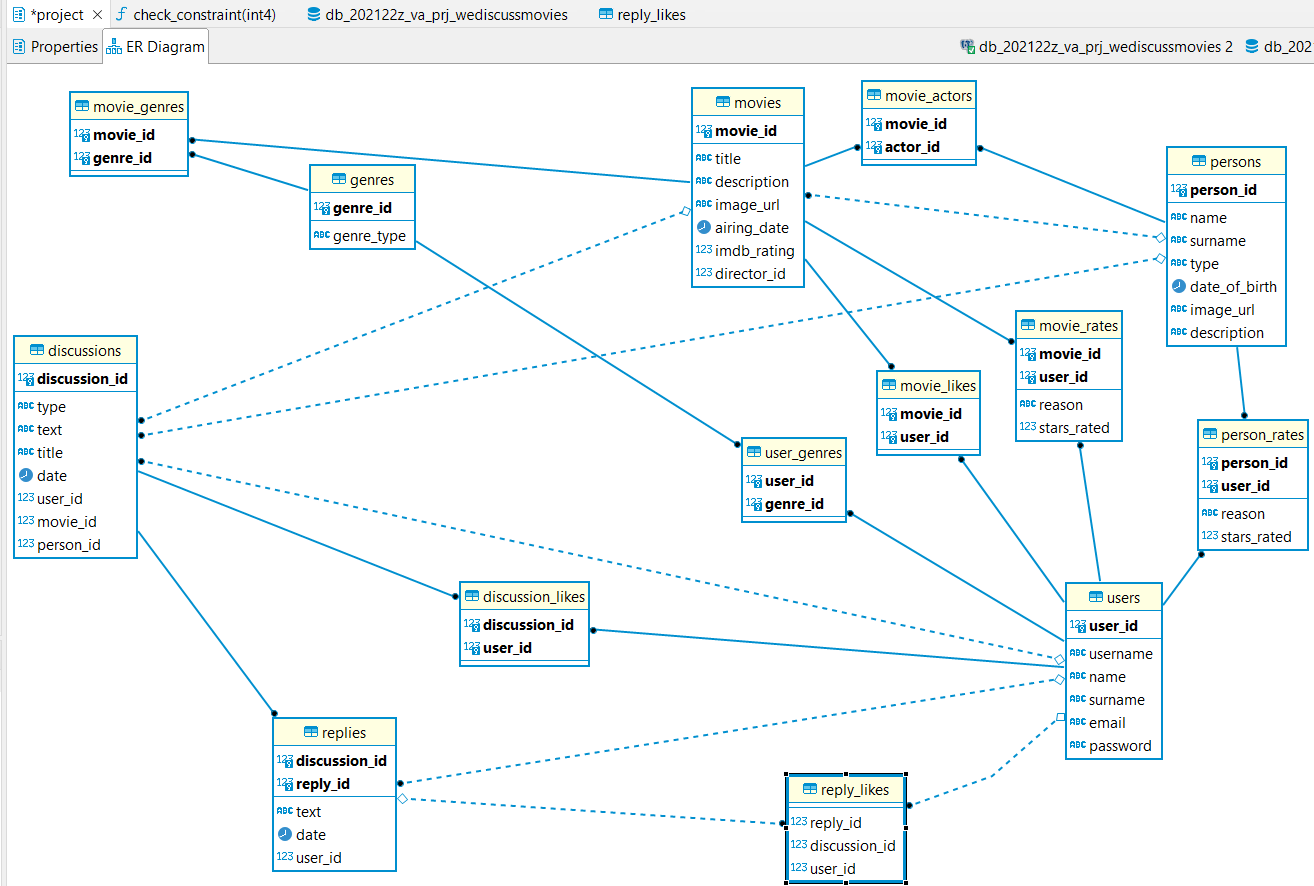 *project
check_constraint(int4)
db_202122z_va_prj_wediscussmovies
reply_likes
Properties
ER Diagram
db_202122z_va_prj_wediscussmovies 2
db_202
movie_genres
movie_id
genre_id
genres
genre_id
genre_type
movies
movie_id
title
description
image_url
airing_date
imdb_rating
director_id
movie_actors
movie_id
actor_id
persons
person_id
name
surname
type
date_of_birth
image_url
description
discussions
discussion_id
type
text
title
date
user_id
movie_id
person_id
movie_rates
movie_id
user_id
reason
stars_rated
movie_likes
movie_id
user_id
person_rates
person_id
user_id
reason
stars_rated
user_genres
user_id
genre_id
discussion_likes
discussion_id
user_id
users
user_id
username
name
surname
email
password
replies
discussion_id
reply_id
text
date
user_id
reply_likes
reply_id
discussion_id
user_id